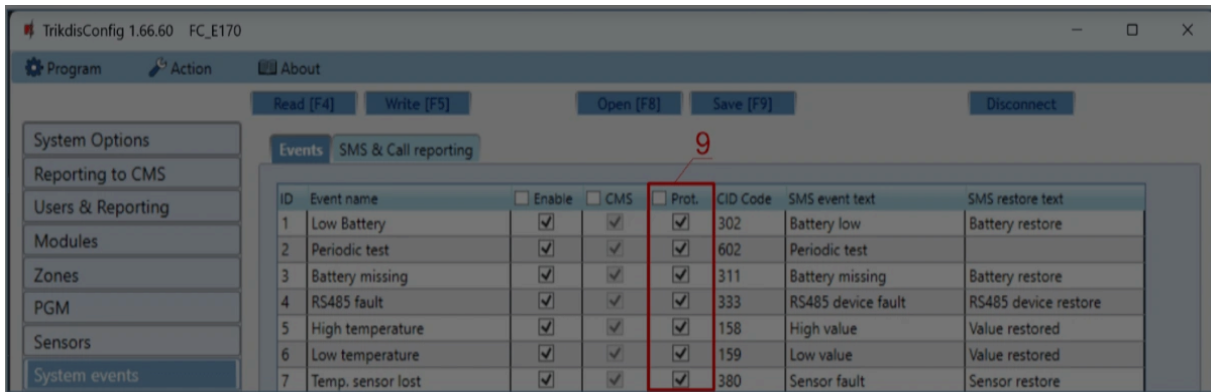 TrikdisConfig 1.66.60 FC_E170
Program Action About
Read [F4] Write [F5] Open [F8] Save [F9] Disconnect
System Options
Reporting to CMS
Users & Reporting
Modules
Zones
PGM
Sensors
System events
Events SMS & Call reporting
9
ID Event name Enable CMS Prot. CID Code SMS event text SMS restore text
1 Low Battery 302 Battery low Battery restore
2 Periodic test 602 Periodic test
3 Battery missing 311 Battery missing Battery restore
4 RS485 fault 333 RS485 device fault RS485 device restore
5 High temperature 158 High value Value restored
6 Low temperature 159 Low value Value restored
7 Temp. sensor lost 380 Sensor fault Sensor restore